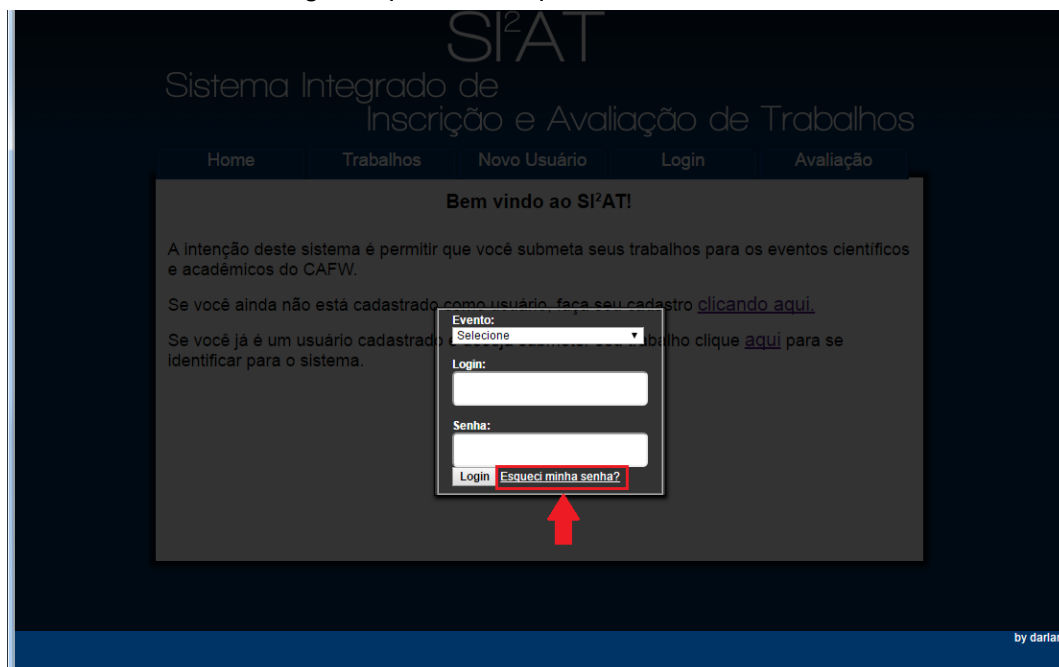 SI²AT
Sistema Integrado de
Inscrição e Avaliação de Trabalhos
Home Trabalhos Novo Usuário Login Avaliação
Bem vindo ao SI²AT!
A intenção deste sistema é permitir que você submeta seus trabalhos para os eventos científicos
e acadêmicos do CAFW.
Se você ainda não está cadastrado como usuário, faça seu cadastro clicando aqui.
Se você já é um usuário cadastrado e deseja submeter seu trabalho clique aqui para se
identificar para o sistema.
Evento:
Selecione
Login:
Senha:
Login Esqueci minha senha?
by darlan